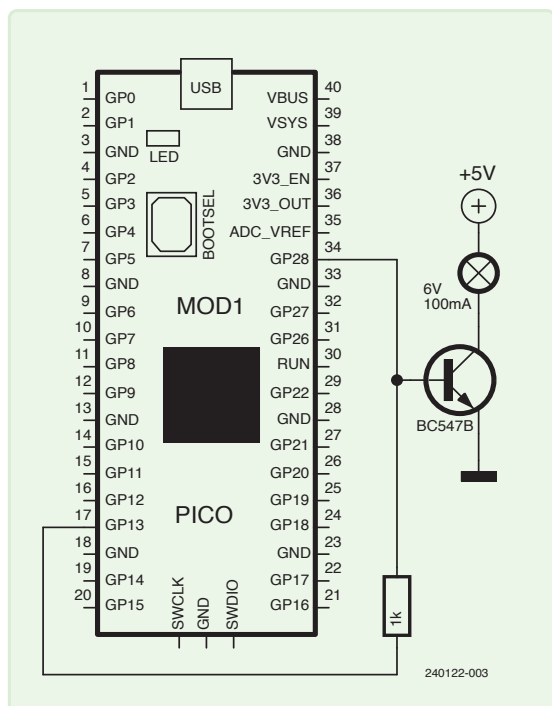 USB
LED
BOOTSEL
MOD1
PICO
1 GP0
2 GP1
3 GND
4 GP2
5 GP3
6 GP4
7 GP5
8 GND
9 GP6
10 GP7
11 GP8
12 GP9
13 GND
14 GP10
15 GP11
16 GP12
17 GP13
18 GND
19 GP14
20 GP15
SWCLK
GND
SWDIO
VBUS 40
VSYS 39
GND 38
3V3_EN 37
3V3_OUT 36
ADC_VREF 35
GP28 34
GND 33
GP27 32
GP26 31
RUN 30
GP22 29
GND 28
GP21 27
GP20 26
GP19 25
GP18 24
GND 23
GP17 22
GP16 21
+5V
+
6V
100mA
BC547B
1k
240122-003